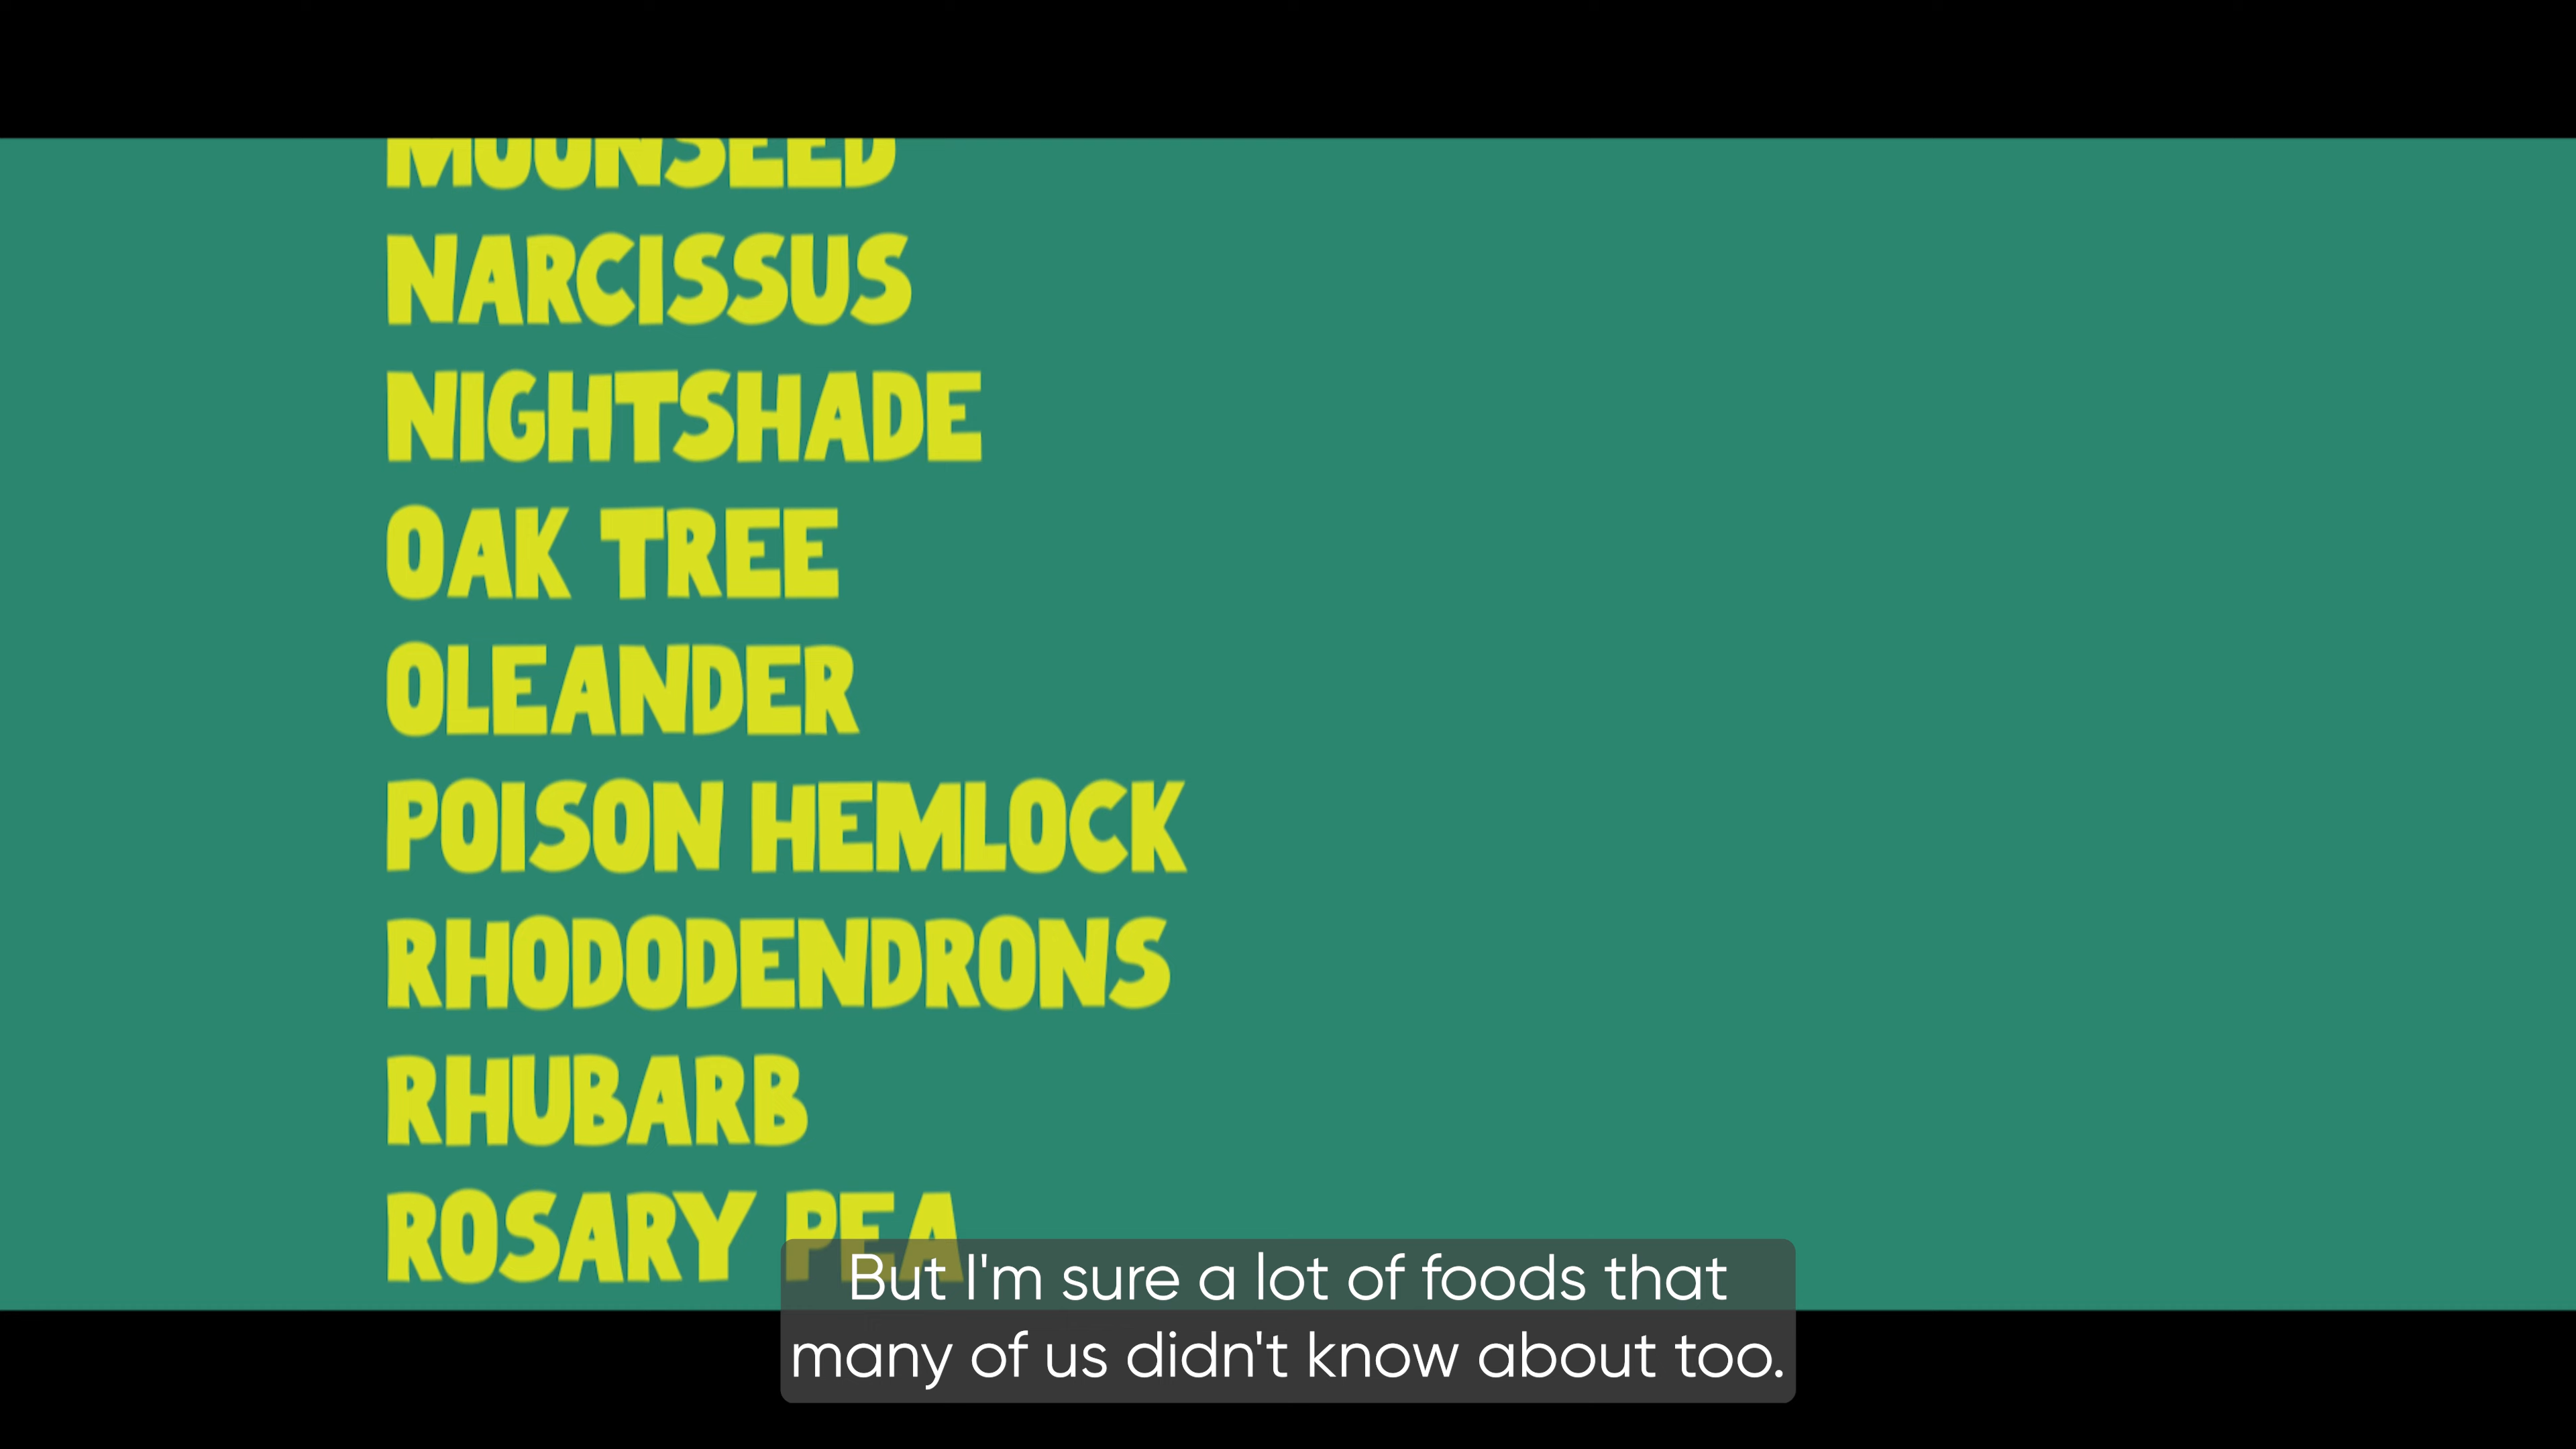 MOONSEED
NARCISSUS
NIGHTSHADE
OAK TREE
OLEANDER
POISON HEMLOCK
RHODODENDRONS
RHUBARB
ROSARY PEA
But I'm sure a lot of foods that
many of us didn't know about too.